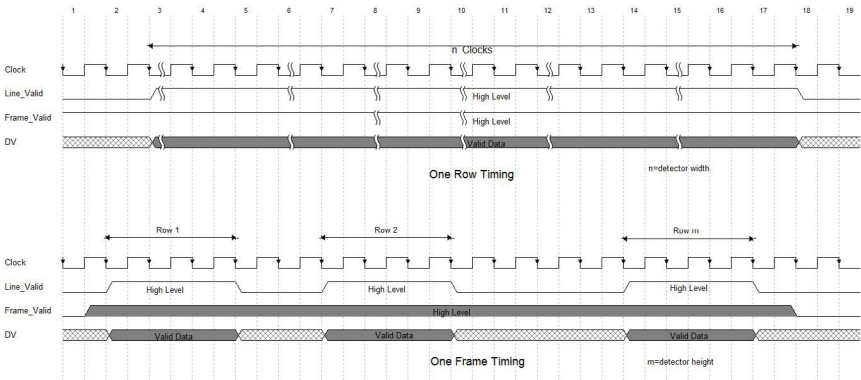 1 2 3 4 5 6 7 8 9 10 11 12 13 14 15 16 17 18 19
n Clocks
Clock
Line_Valid
High Level
Frame_Valid
High Level
DV
Valid Data
One Row Timing
n=detector width
Row 1
Row 2
Row m
Clock
Line_Valid
High Level
High Level
High Level
Frame_Valid
High Level
DV
Valid Data
Valid Data
Valid Data
One Frame Timing
m=detector height